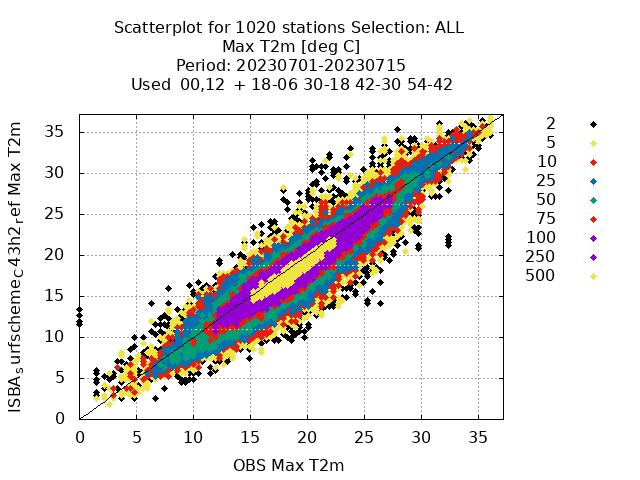 Scatterplot for 1020 stations Selection: ALL
Max T2m [deg C]
Period: 20230701-20230715
Used 00,12 + 18-06 30-18 42-30 54-42
ISBA_surfscheme_C43h2_ref Max T2m
35
30
25
20
15
10
5
0
0 5 10 15 20 25 30 35
OBS Max T2m
2
5
10
25
50
75
100
250
500